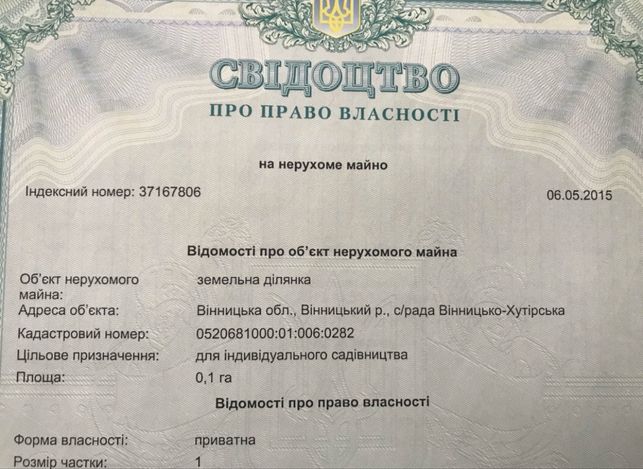 СВІДОЦТВО
ПРО ПРАВО ВЛАСНОСТІ
на нерухоме майно
Індексний номер: 37167806 06.05.2015
Відомості про об'єкт нерухомого майна
Об'єкт нерухомого майна: земельна ділянка
Адреса об'єкта: Вінницька обл., Вінницький р., с/рада Вінницько-Хутірська
Кадастровий номер: 0520681000:01:006:0282
Цільове призначення: для індивідуального садівництва
Площа: 0,1 га
Відомості про право власності
Форма власності: приватна
Розмір частки: 1